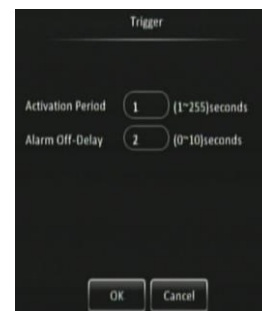 Trigger
Activation Period 1 (1~255)seconds
Alarm Off-Delay 2 (0~10)seconds
OK Cancel